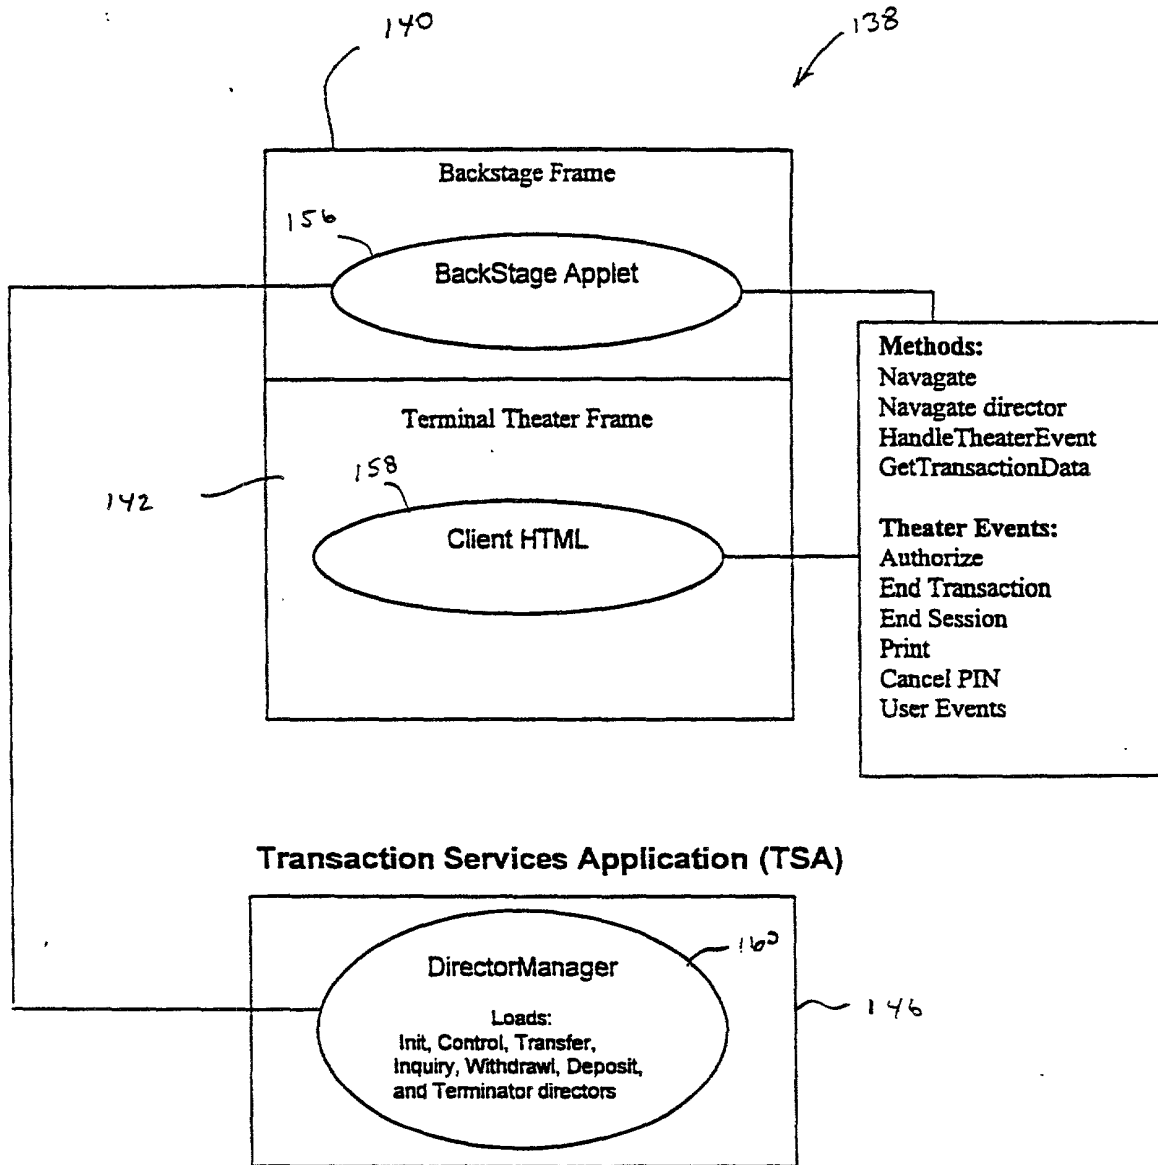 140
138
Backstage Frame
156
BackStage Applet
Methods:
Navagate
Navagate director
HandleTheaterEvent
GetTransactionData
Terminal Theater Frame
158
142
Client HTML
Theater Events:
Authorize
End Transaction
End Session
Print
Cancel PIN
User Events
Transaction Services Application (TSA)
160
DirectorManager
146
Loads:
Init, Control, Transfer,
Inquiry, Withdrawl, Deposit,
and Terminator directors